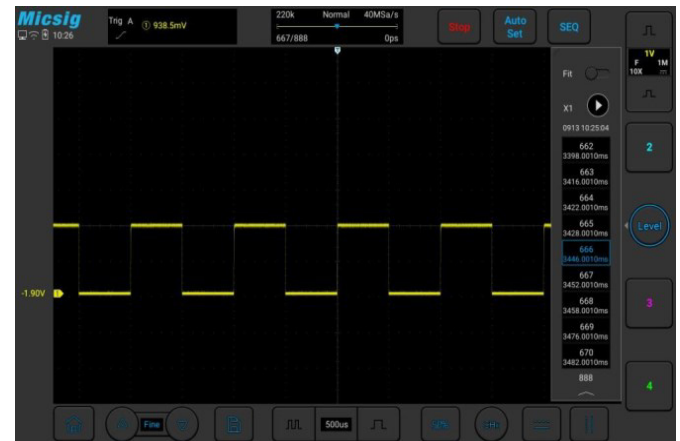 Micsig
10:26
Trig A ① 938.5mV
220k Normal 40MSa/s
667/888 0ps
Stop
Auto
Set
SEQ
1V
F 1M
10X
Fit
X1
0913 10:25:04
662
3398.0010ms
663
3416.0010ms
664
3422.0010ms
665
3428.0010ms
666
3446.0010ms
667
3452.0010ms
668
3458.0010ms
669
3476.0010ms
670
3482.0010ms
888
2
Level
3
4
-1.90V
1
Fine
500us
50%